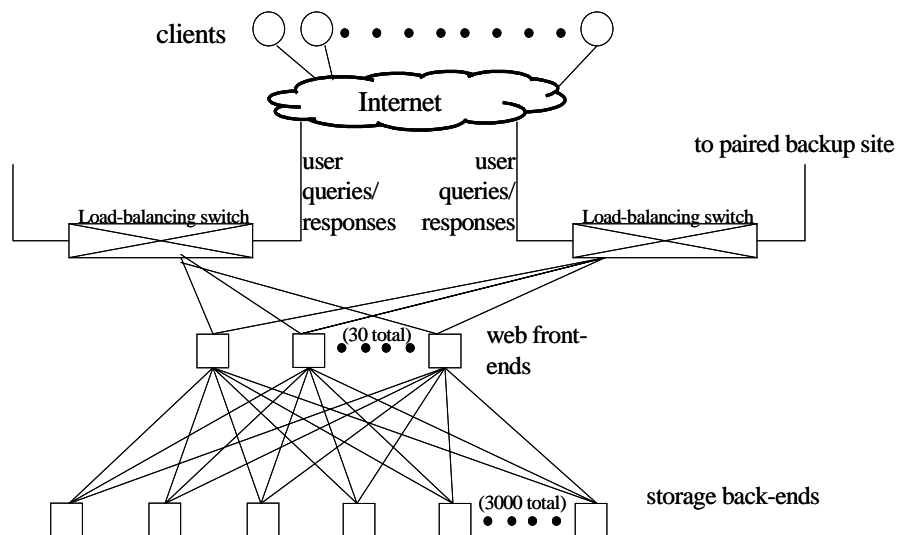 clients
Internet
to paired backup site
user
queries/
responses
user
queries/
responses
Load-balancing switch
Load-balancing switch
(30 total)
web front-
ends
(3000 total)
storage back-ends